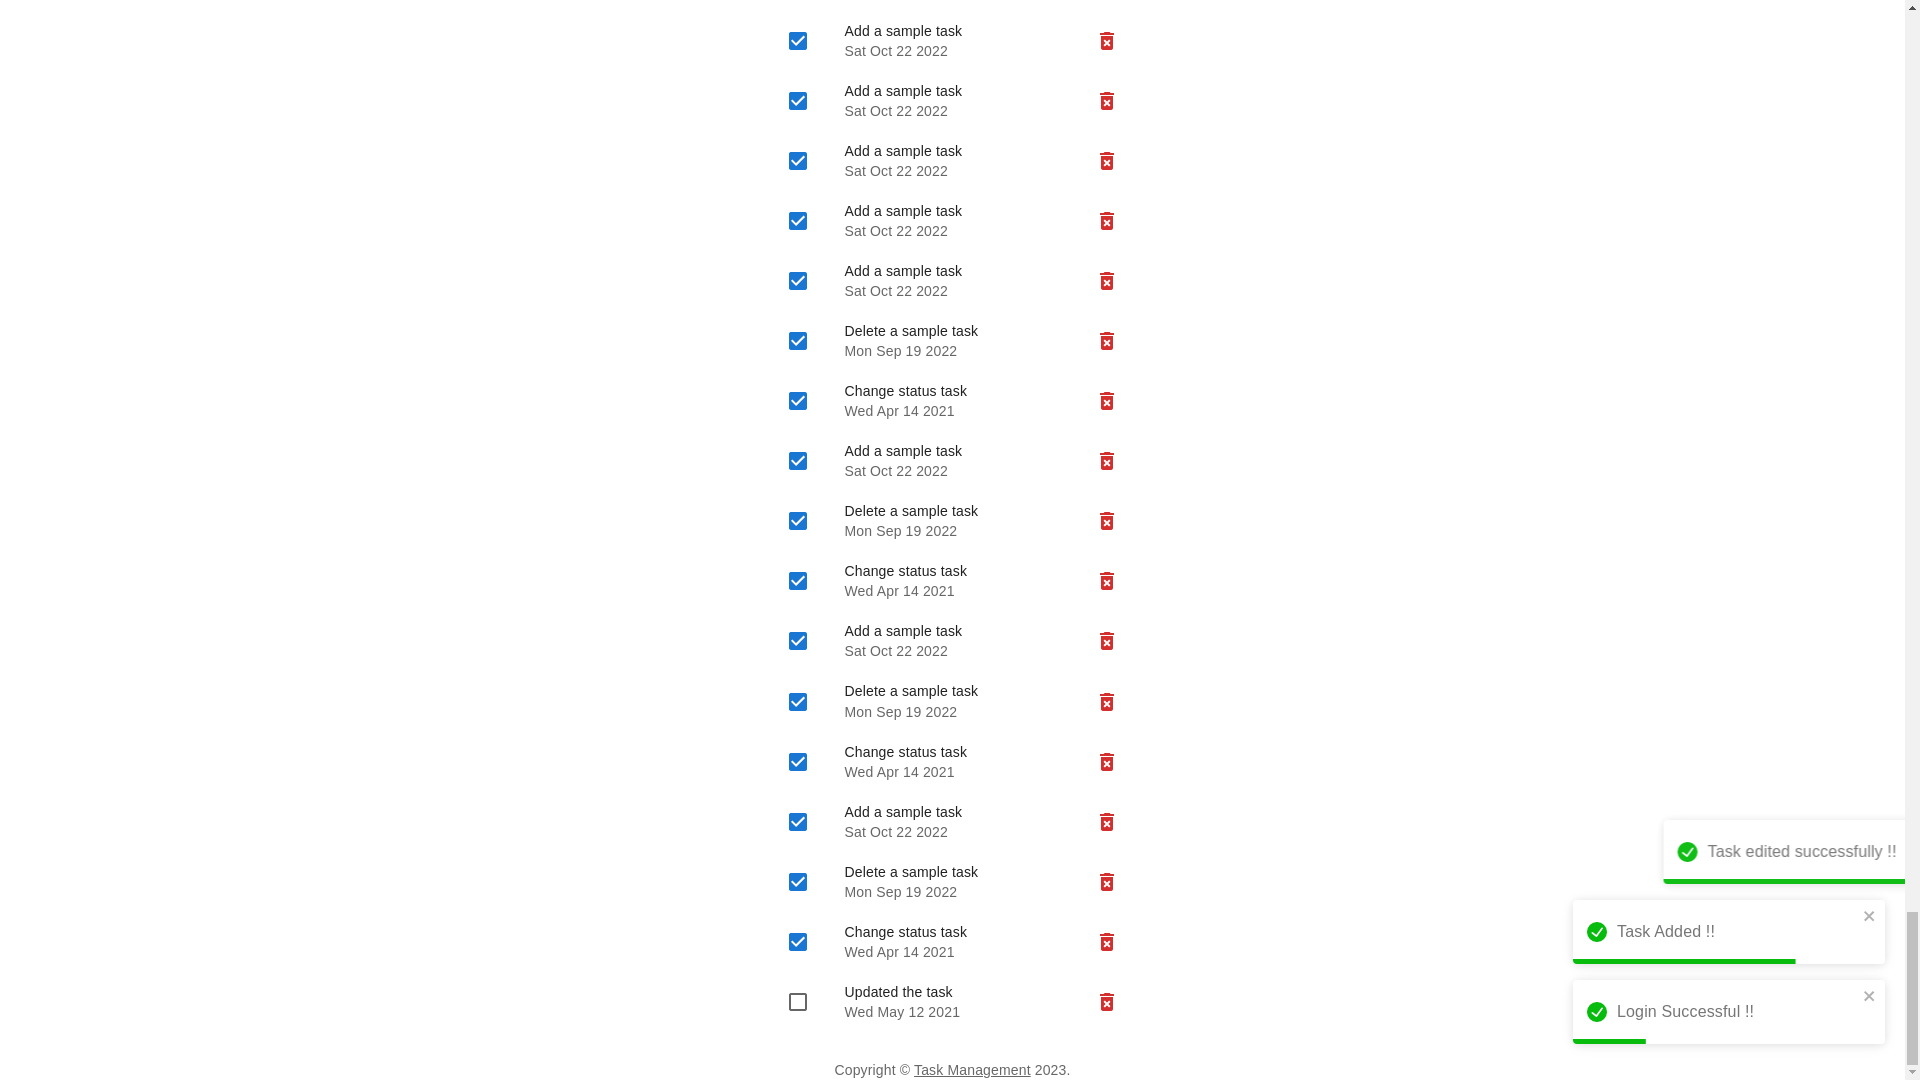 Add a sample task
Sat Oct 22 2022
Add a sample task
Sat Oct 22 2022
Add a sample task
Sat Oct 22 2022
Add a sample task
Sat Oct 22 2022
Add a sample task
Sat Oct 22 2022
Delete a sample task
Mon Sep 19 2022
Change status task
Wed Apr 14 2021
Add a sample task
Sat Oct 22 2022
Delete a sample task
Mon Sep 19 2022
Change status task
Wed Apr 14 2021
Add a sample task
Sat Oct 22 2022
Delete a sample task
Mon Sep 19 2022
Change status task
Wed Apr 14 2021
Add a sample task
Sat Oct 22 2022
Delete a sample task
Mon Sep 19 2022
Change status task
Wed Apr 14 2021
Updated the task
Wed May 12 2021
Copyright © Task Management 2023.
Task edited successfully !!
Task Added !!
Login Successful !!